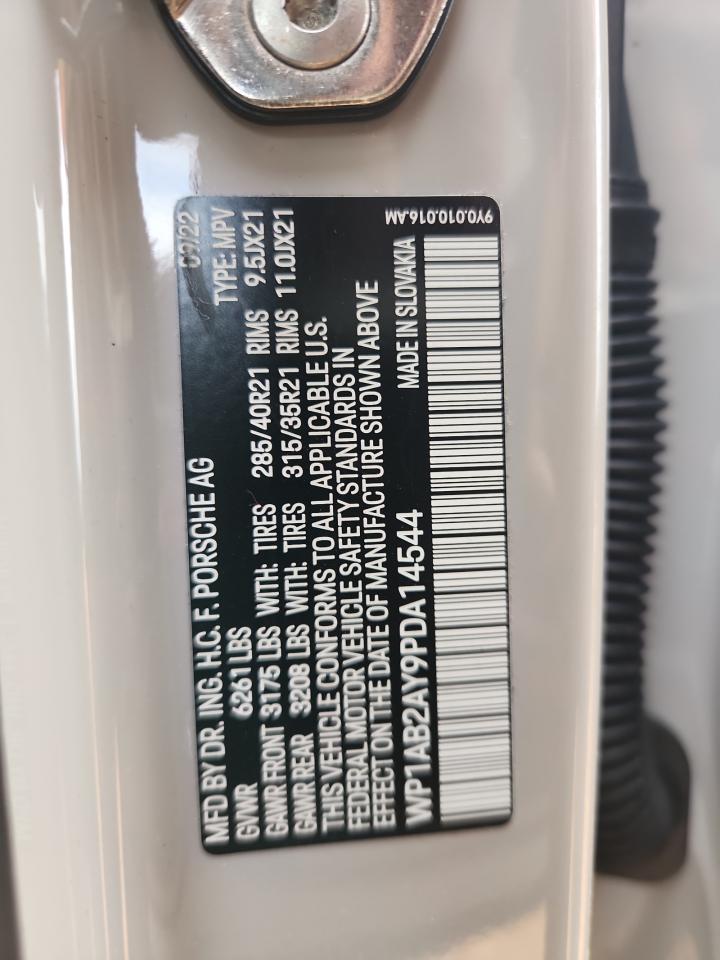 MFD BY DR. ING. H.C. F. PORSCHE AG 09/22
GVWR 6261 LBS TYPE: MPV
GAWR FRONT 3175 LBS WITH: TIRES 285/40R21 RIMS 9.5JX21
GAWR REAR 3208 LBS WITH: TIRES 315/35R21 RIMS 11.0JX21
THIS VEHICLE CONFORMS TO ALL APPLICABLE U.S.
FEDERAL MOTOR VEHICLE SAFETY STANDARDS IN
EFFECT ON THE DATE OF MANUFACTURE SHOWN ABOVE
WP1AB2AY9PDA14544 MADE IN SLOVAKIA
9Y0.010.016.AM